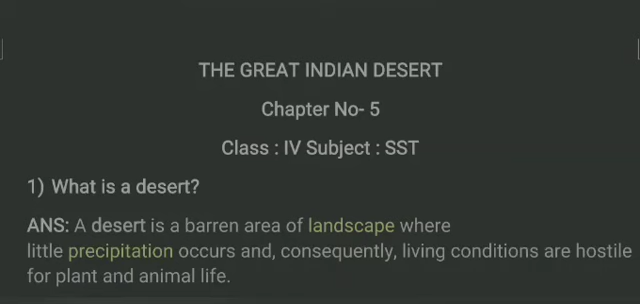 THE GREAT INDIAN DESERT
Chapter No- 5
Class : IV Subject : SST
1) What is a desert?
ANS: A desert is a barren area of landscape where
little precipitation occurs and, consequently, living conditions are hostile
for plant and animal life.